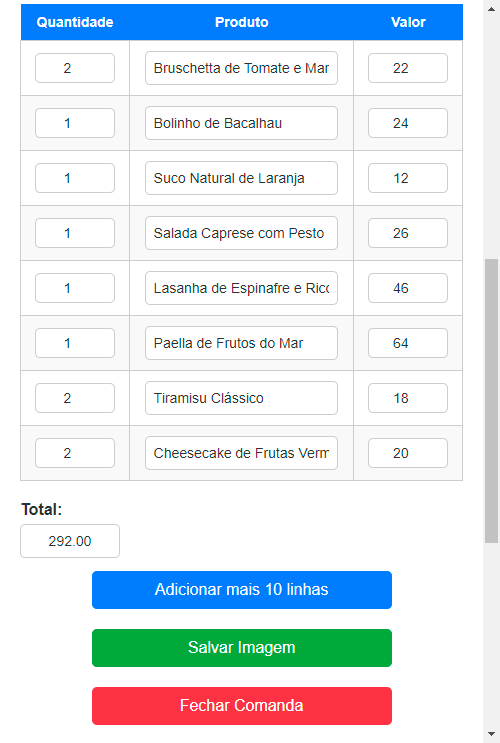 Quantidade Produto Valor
2 Bruschetta de Tomate e Mar 22
1 Bolinho de Bacalhau 24
1 Suco Natural de Laranja 12
1 Salada Caprese com Pesto 26
1 Lasanha de Espinafre e Rico 46
1 Paella de Frutos do Mar 64
2 Tiramisu Clássico 18
2 Cheesecake de Frutas Verm 20
Total:
292.00
Adicionar mais 10 linhas
Salvar Imagem
Fechar Comanda